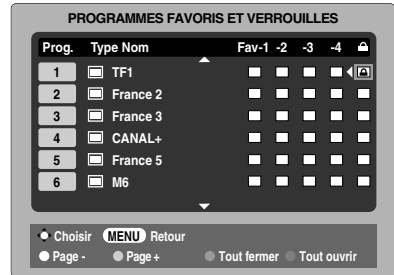 PROGRAMMES FAVORIS ET VERROUILLES
Prog. Type Nom Fav-1 -2 -3 -4
1 TF1
2 France 2
3 France 3
4 CANAL+
5 France 5
6 M6
Choisir MENU Retour
Page - Page + Tout fermer Tout ouvrir